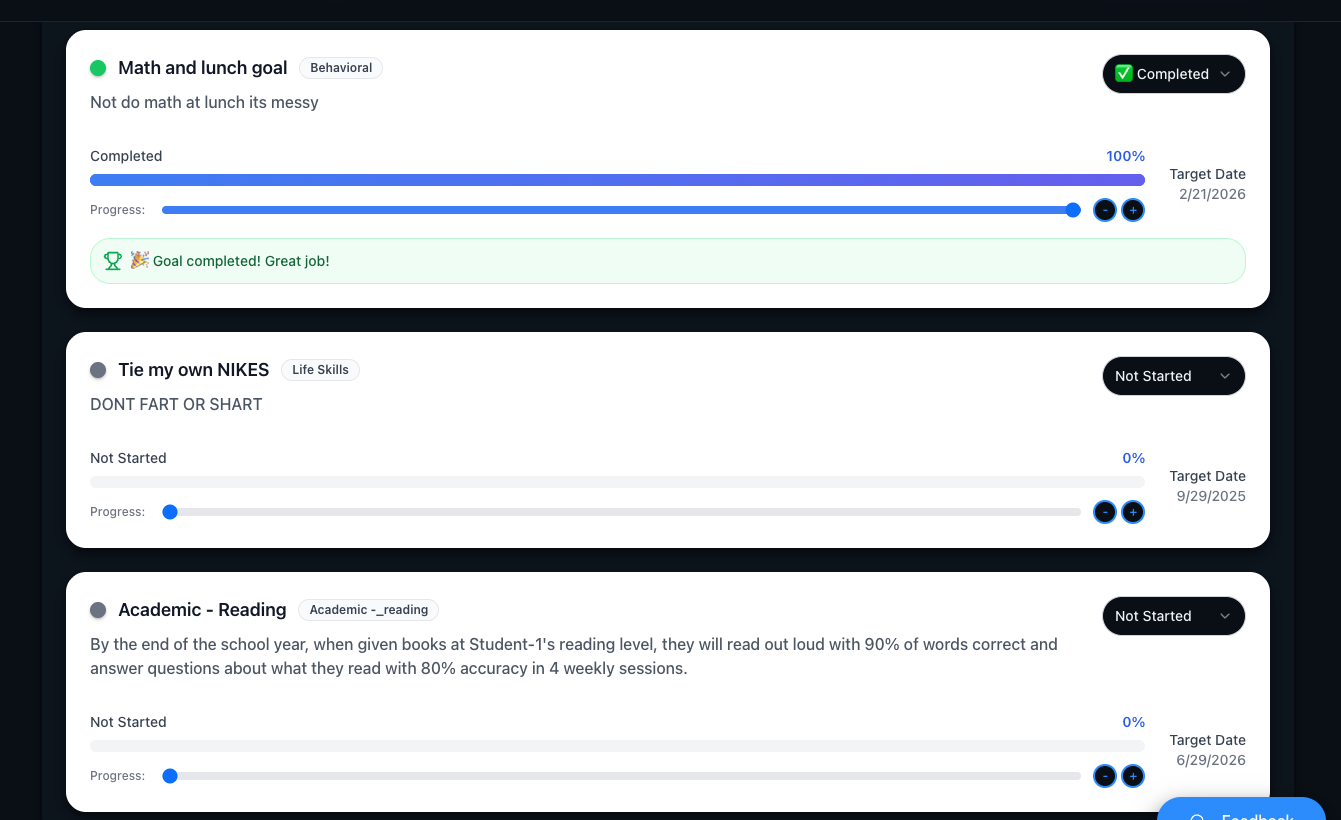 Math and lunch goal Behavioral
✅ Completed
Not do math at lunch its messy
Completed 100%
Target Date
2/21/2026
Progress: - +
🎉 Goal completed! Great job!
Tie my own NIKES Life Skills
Not Started
DONT FART OR SHART
Not Started 0%
Target Date
9/29/2025
Progress: - +
Academic - Reading Academic -_reading
Not Started
By the end of the school year, when given books at Student-1's reading level, they will read out loud with 90% of words correct and
answer questions about what they read with 80% accuracy in 4 weekly sessions.
Not Started 0%
Target Date
6/29/2026
Progress: - +
Feedback